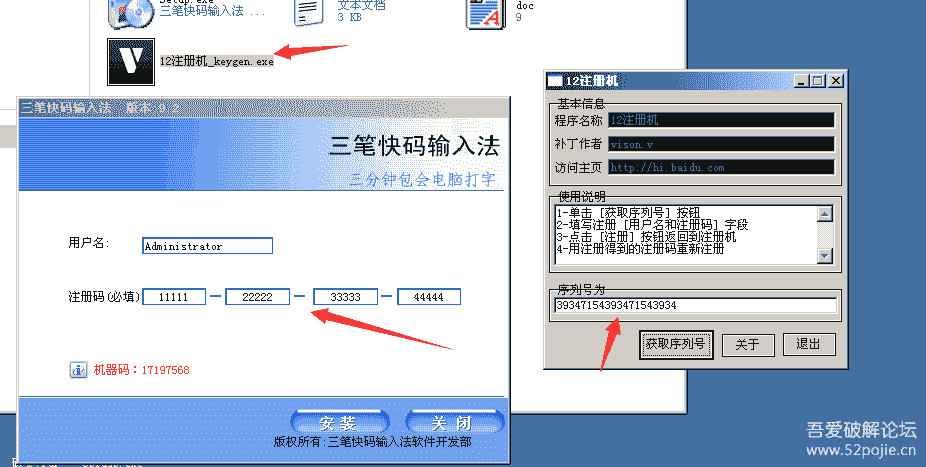 Setup.exe
三笔快码输入法 ...
文本文档
3 KB
doc
9
12注册机_keygen.exe
三笔快码输入法 - 版本 9.2
三笔快码输入法
三分钟包会电脑打字
用户名:
Administrator
注册码(必填)
11111 - 22222 - 33333 - 44444
机器码：17197568
安 装
关 闭
版权所有:三笔快码输入法软件开发部
12注册机
基本信息
程序名称 12注册机
补丁作者 vison.v
访问主页 http://hi.baidu.com
使用说明
1-单击 [获取序列号] 按钮
2-填写注册 [用户名和注册码] 字段
3-点击 [注册] 按钮返回到注册机
4-用注册得到的注册码重新注册
序列号为
39347154393471543934
获取序列号
关于
退出
吾爱破解论坛
www.52pojie.cn